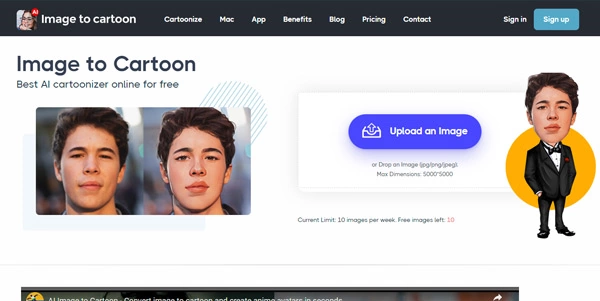 AI
Image to cartoon
Cartoonize
Mac
App
Benefits
Blog
Pricing
Contact
Sign in
Sign up
Image to Cartoon
Best AI cartoonizer online for free
Upload an Image
or Drop an Image (jpg/png/jpeg),
Max Dimensions: 5000*5000
Current Limit: 10 images per week. Free images left: 10
AI Image to Cartoon - Convert image to cartoon and create anime avatars in seconds